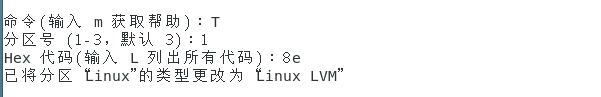 命令(输入 m 获取帮助)：T
分区号 (1-3，默认 3)：1
Hex 代码(输入 L 列出所有代码)：8e
已将分区“Linux”的类型更改为“Linux LVM”